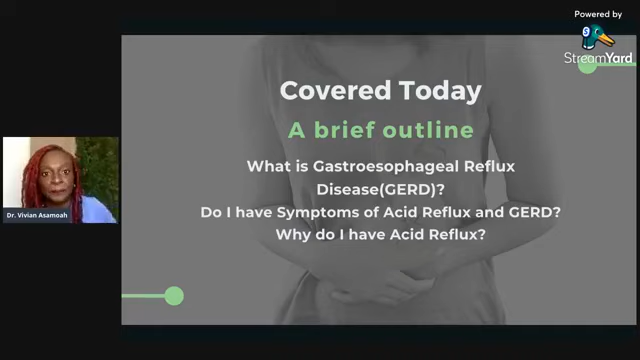 Powered by
S
StreamYard
Covered Today
A brief outline
What is Gastroesophageal Reflux
Disease(GERD)?
Do I have Symptoms of Acid Reflux and GERD?
Why do I have Acid Reflux?
Dr. Vivian Asamoah